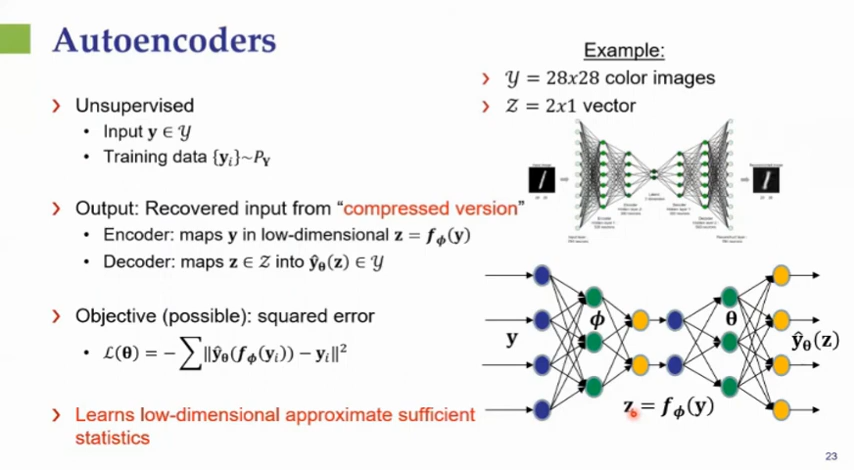 Autoencoders
› Unsupervised
• Input y ∈ 𝒴
• Training data {yᵢ}~P_Y
› Output: Recovered input from “compressed version”
• Encoder: maps y in low-dimensional z = f_ϕ(y)
• Decoder: maps z ∈ 𝒵 into ŷ_θ(z) ∈ 𝒴
› Objective (possible): squared error
• ℒ(θ) = −∑‖ŷ_θ(f_ϕ(yᵢ)) − yᵢ‖²
› Learns low-dimensional approximate sufficient
statistics
Example:
› 𝒴 = 28x28 color images
› 𝒵 = 2x1 vector
y
ϕ
θ
ŷ_θ(z)
z = f_ϕ(y)
23